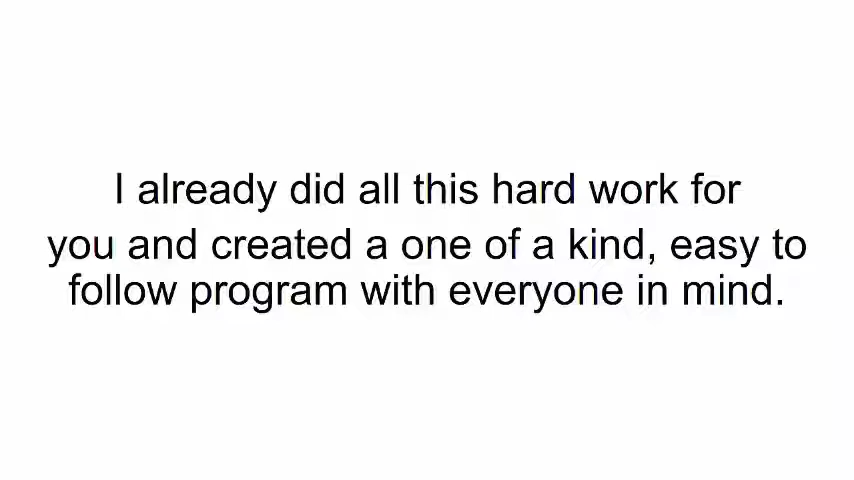 I already did all this hard work for
you and created a one of a kind, easy to
follow program with everyone in mind.